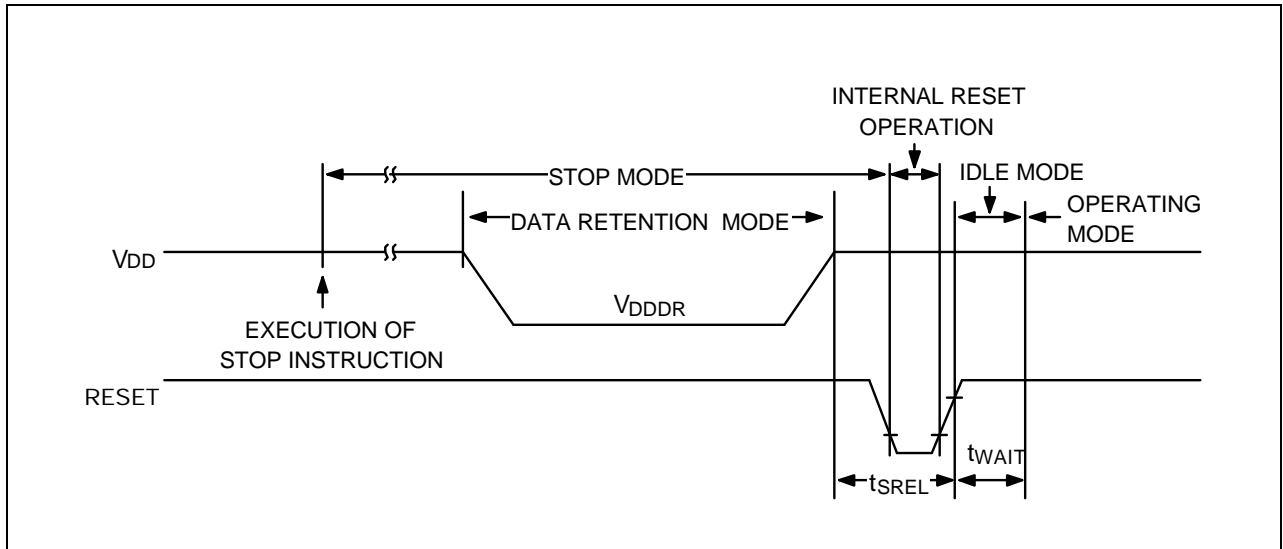 INTERNAL RESET
OPERATION
STOP MODE
IDLE MODE
DATA RETENTION MODE
OPERATING
MODE
VDD
VDDDR
EXECUTION OF
STOP INSTRUCTION
RESET
tWAIT
tSREL